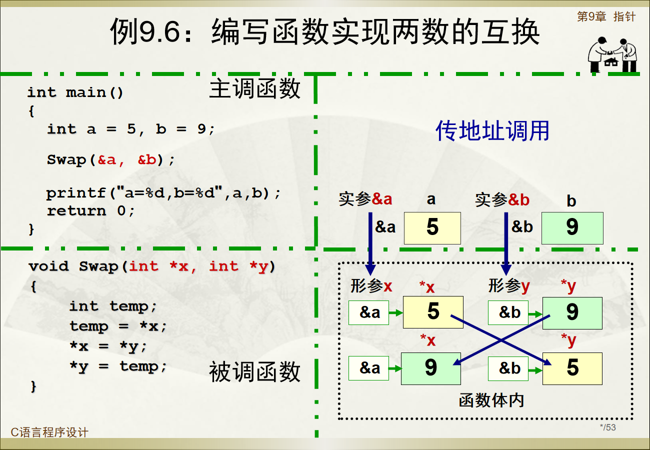 第9章 指针
例9.6：编写函数实现两数的互换
主调函数
int main()
{
int a = 5, b = 9;
Swap(&a, &b);
printf("a=%d,b=%d",a,b);
return 0;
}
传地址调用
实参&a a 实参&b b
&a 5 &b 9
void Swap(int *x, int *y)
{
int temp;
temp = *x;
*x = *y;
*y = temp;
}
被调函数
形参x *x 形参y *y
&a 5 &b 9
*x *y
&a 9 &b 5
函数体内
C语言程序设计
*/53